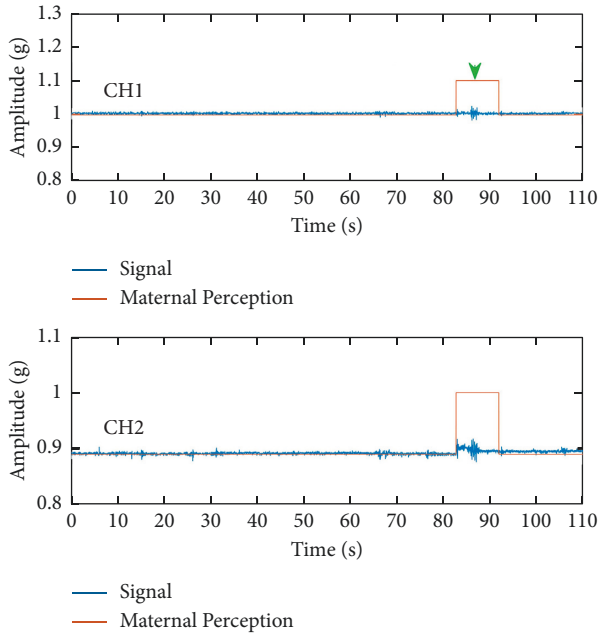 1.3
1.2
1.1
1
0.9
0.8
Amplitude (g)
CH1
0 10 20 30 40 50 60 70 80 90 100 110
Time (s)
Signal
Maternal Perception
1.1
1
0.9
0.8
Amplitude (g)
CH2
0 10 20 30 40 50 60 70 80 90 100 110
Time (s)
Signal
Maternal Perception